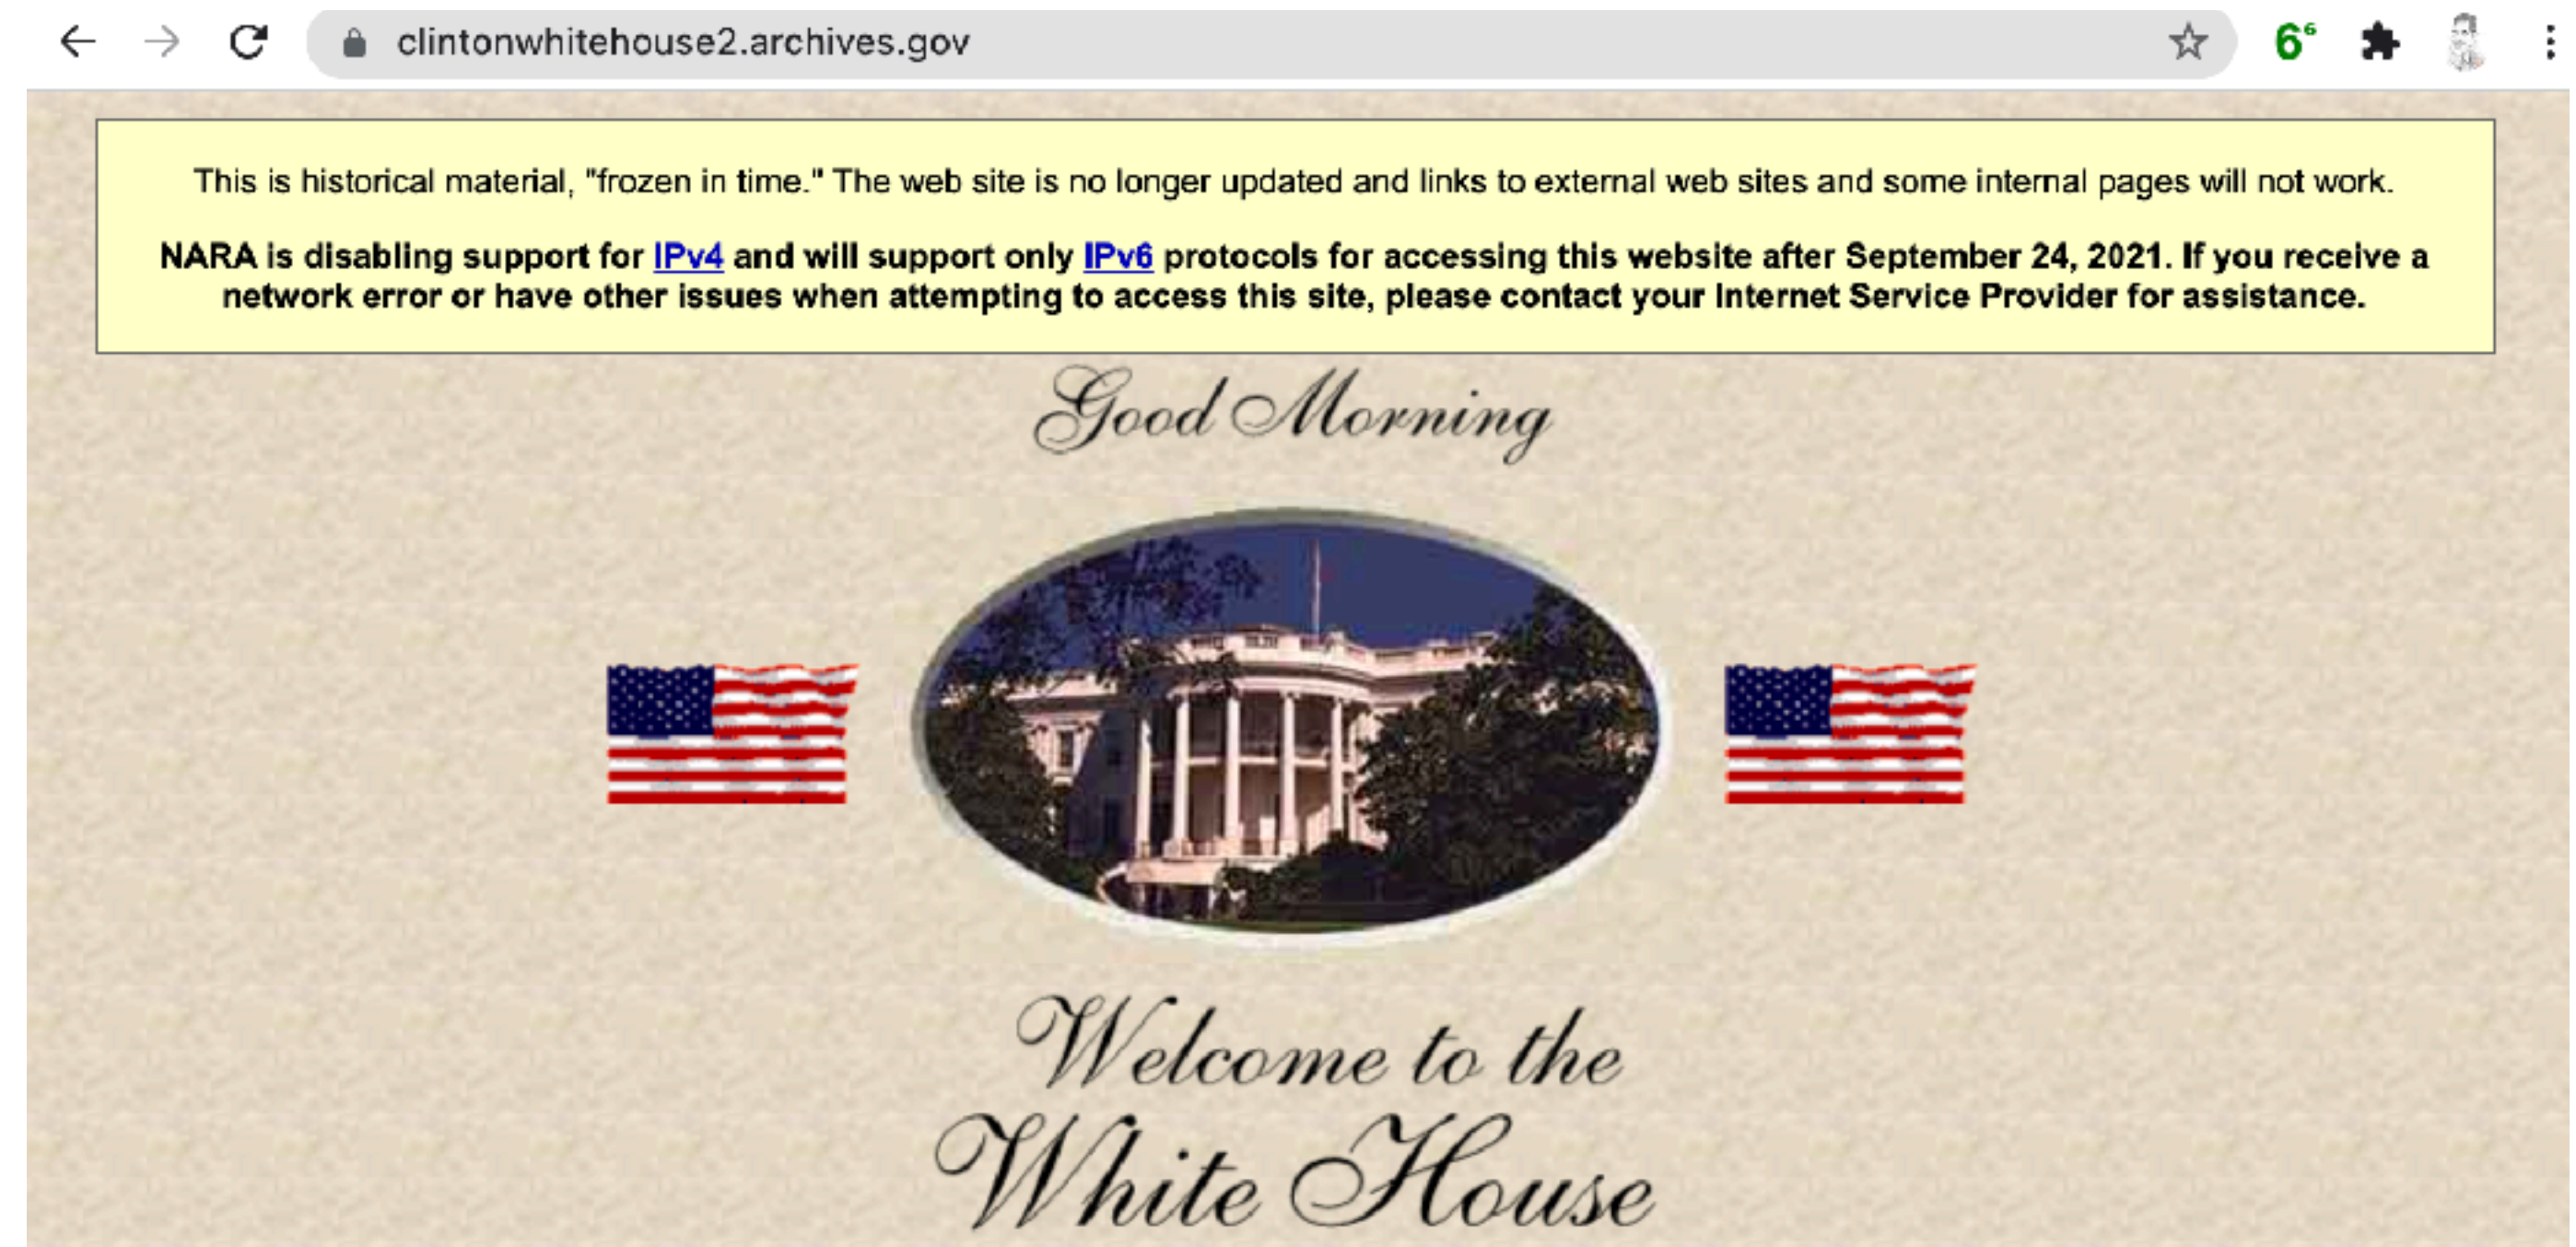 clintonwhitehouse2.archives.gov
6⁶
This is historical material, "frozen in time." The web site is no longer updated and links to external web sites and some internal pages will not work.
NARA is disabling support for IPv4 and will support only IPv6 protocols for accessing this website after September 24, 2021. If you receive a
network error or have other issues when attempting to access this site, please contact your Internet Service Provider for assistance.
Good Morning
Welcome to the
White House